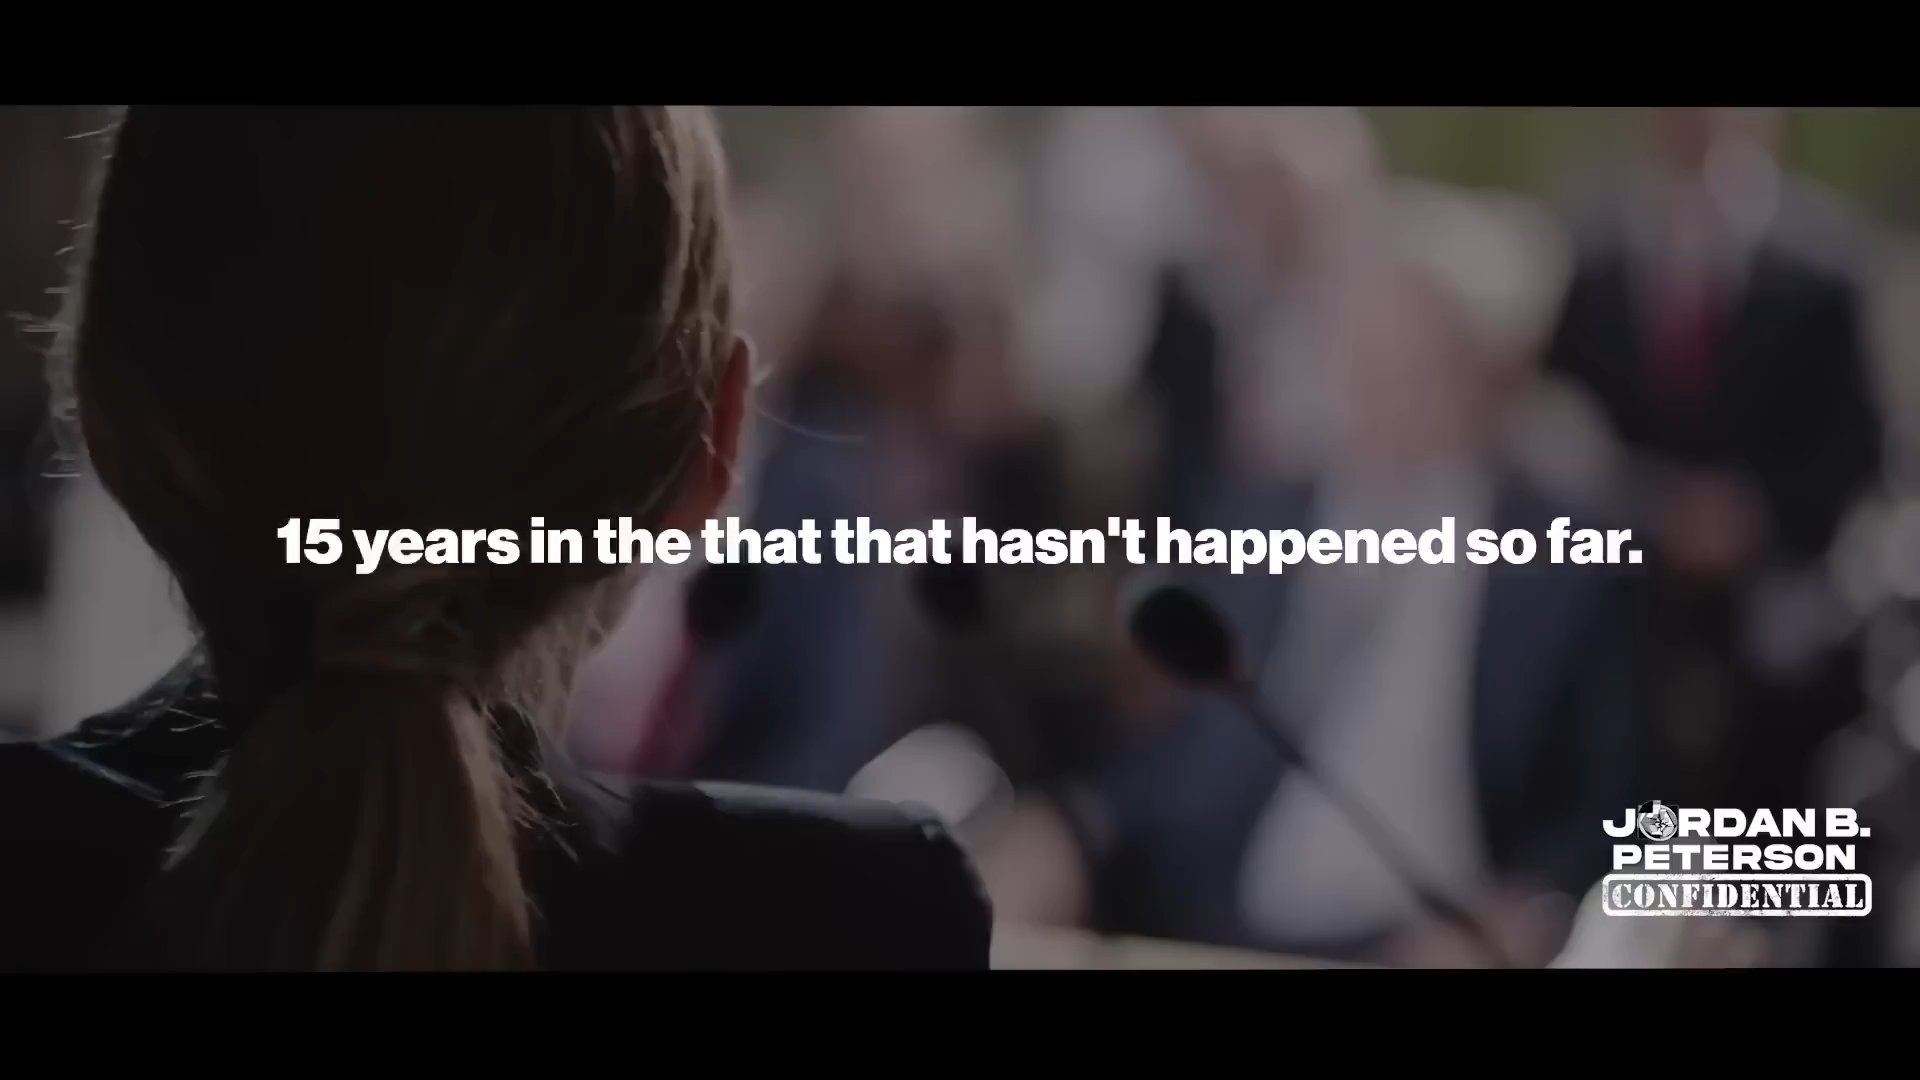 15 years in the that that hasn't happened so far.
JORDAN B.
PETERSON
CONFIDENTIAL